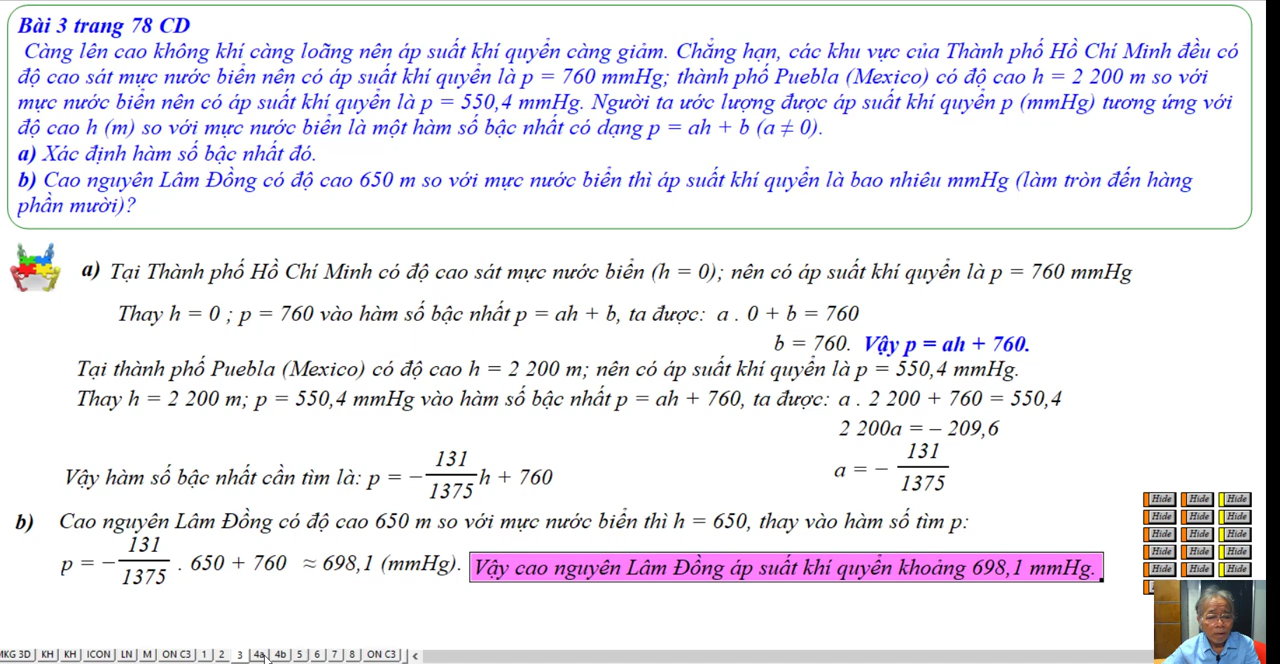 Bài 3 trang 78 CD
Càng lên cao không khí càng loãng nên áp suất khí quyển càng giảm. Chẳng hạn, các khu vực của Thành phố Hồ Chí Minh đều có
độ cao sát mực nước biển nên có áp suất khí quyển là p = 760 mmHg; thành phố Puebla (Mexico) có độ cao h = 2 200 m so với
mực nước biển nên có áp suất khí quyển là p = 550,4 mmHg. Người ta ước lượng được áp suất khí quyển p (mmHg) tương ứng với
độ cao h (m) so với mực nước biển là một hàm số bậc nhất có dạng p = ah + b (a ≠ 0).
a) Xác định hàm số bậc nhất đó.
b) Cao nguyên Lâm Đồng có độ cao 650 m so với mực nước biển thì áp suất khí quyển là bao nhiêu mmHg (làm tròn đến hàng
phần mười)?
a) Tại Thành phố Hồ Chí Minh có độ cao sát mực nước biển (h = 0); nên có áp suất khí quyển là p = 760 mmHg
Thay h = 0 ; p = 760 vào hàm số bậc nhất p = ah + b, ta được: a . 0 + b = 760
b = 760. Vậy p = ah + 760.
Tại thành phố Puebla (Mexico) có độ cao h = 2 200 m; nên có áp suất khí quyển là p = 550,4 mmHg.
Thay h = 2 200 m; p = 550,4 mmHg vào hàm số bậc nhất p = ah + 760, ta được: a . 2 200 + 760 = 550,4
2 200a = – 209,6
a = – 131/1375
Vậy hàm số bậc nhất cần tìm là: p = – 131/1375 h + 760
b) Cao nguyên Lâm Đồng có độ cao 650 m so với mực nước biển thì h = 650, thay vào hàm số tìm p:
p = – 131/1375 . 650 + 760 ≈ 698,1 (mmHg). Vậy cao nguyên Lâm Đồng áp suất khí quyển khoảng 698,1 mmHg.
Hide Hide Hide
Hide Hide Hide
Hide Hide Hide
Hide Hide Hide
Hide Hide Hide
MKG 3D KH KH ICON LN M ON C3 1 2 3 4a 4b 5 6 7 8 ON C3